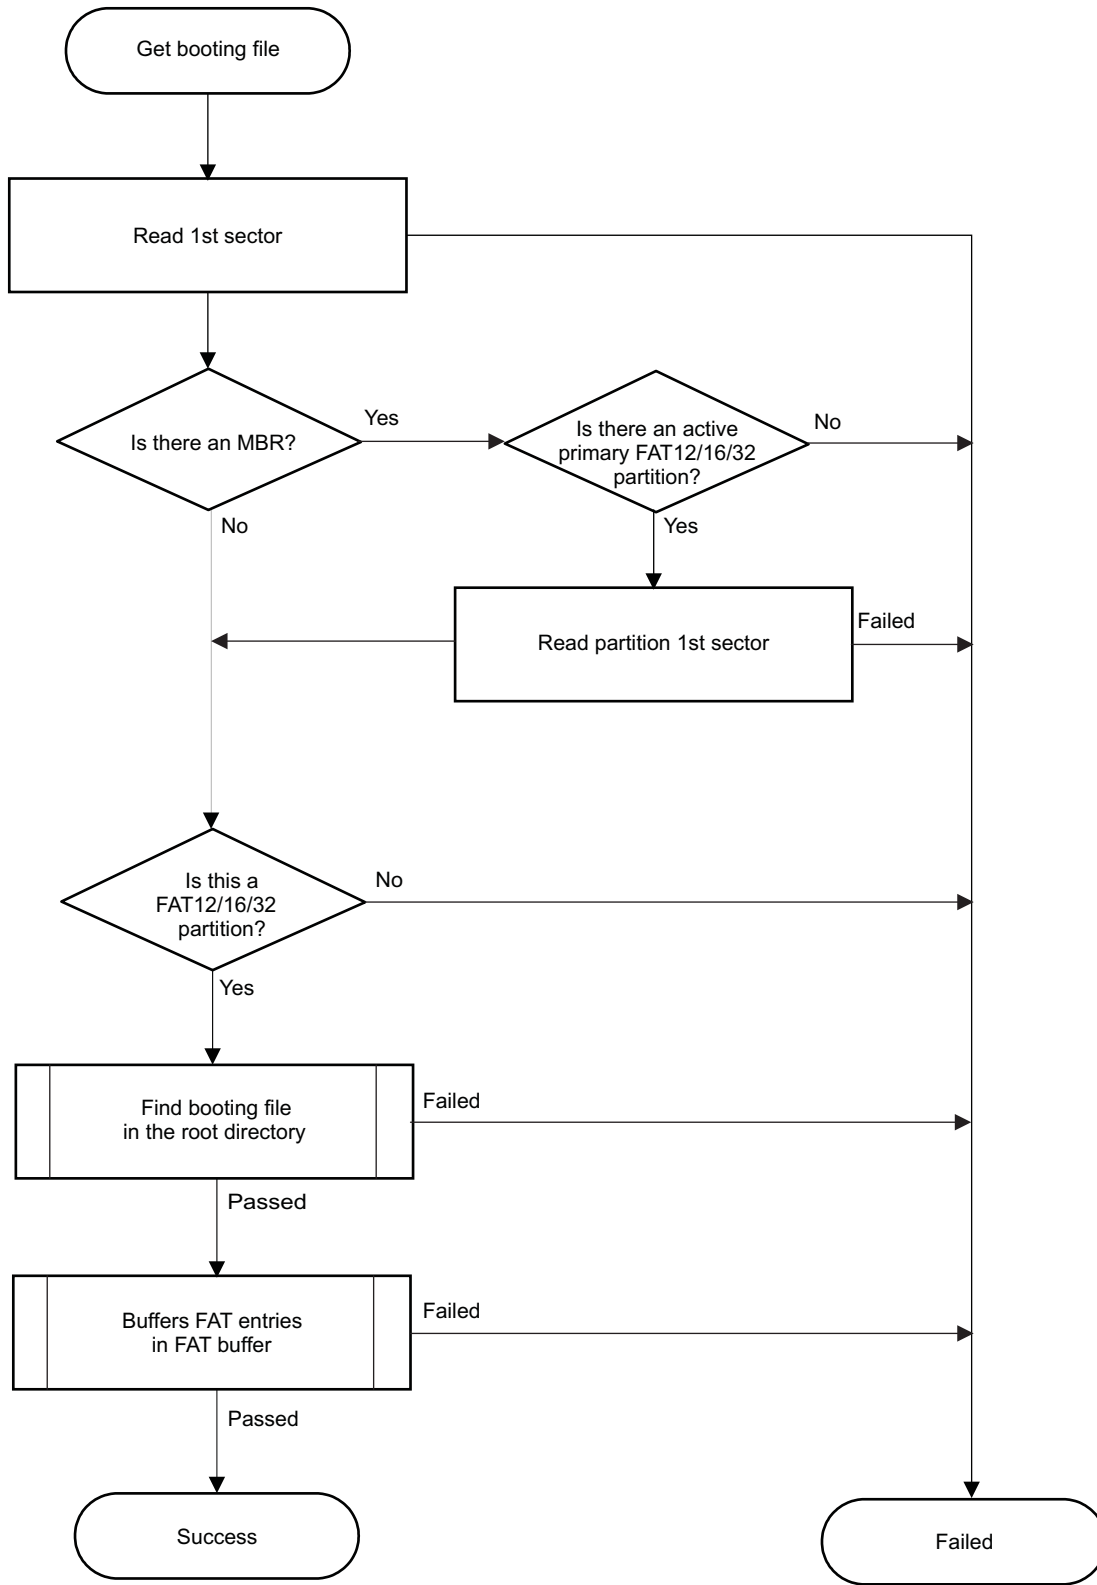 Get booting file
Read 1st sector
Is there an MBR?
Yes
Is there an active
primary FAT12/16/32
partition?
No
No
Yes
Read partition 1st sector
Failed
Is this a
FAT12/16/32
partition?
No
Yes
Find booting file
in the root directory
Failed
Passed
Buffers FAT entries
in FAT buffer
Failed
Passed
Success
Failed